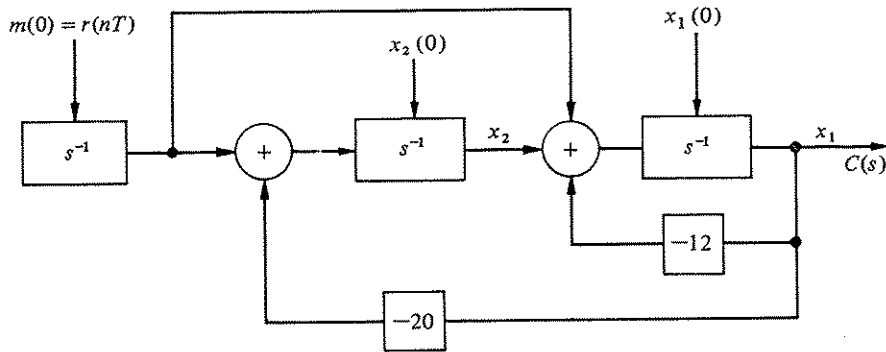 m(0) = r(nT)
x₂(0)
x₁(0)
s⁻¹
+
s⁻¹
x₂
+
s⁻¹
x₁
C(s)
−12
−20